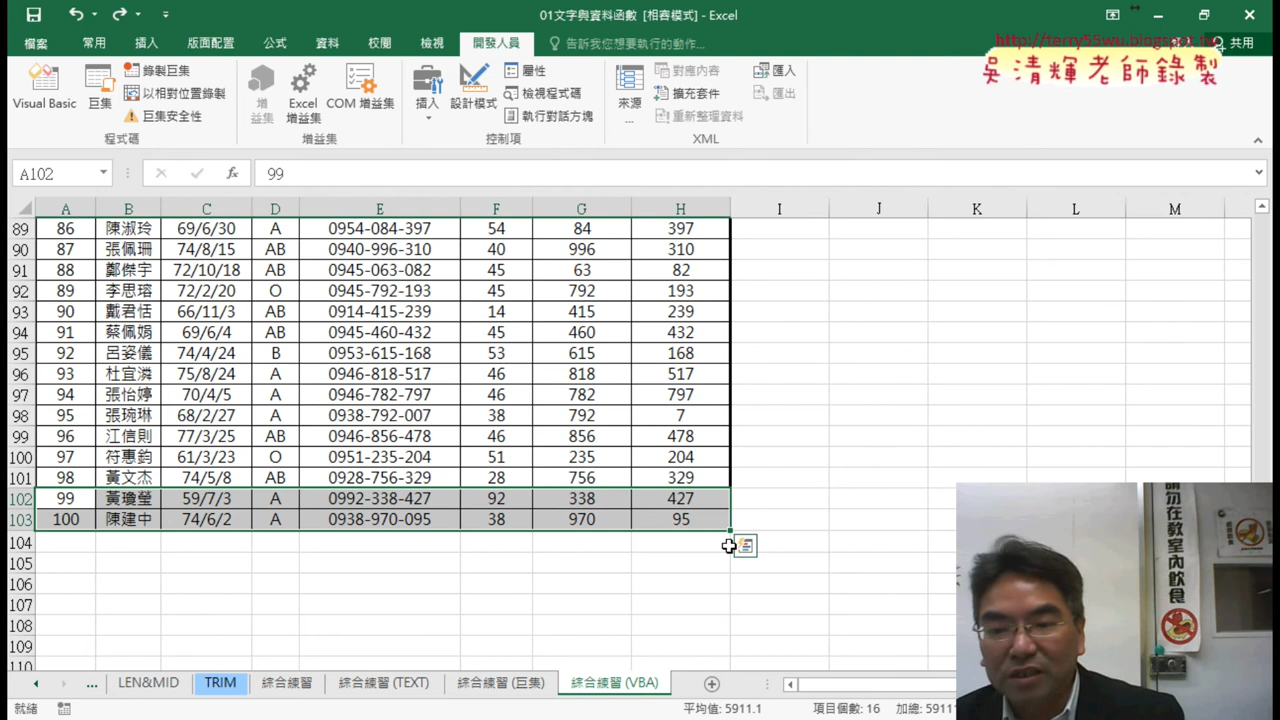 01文字與資料函數 [相容模式] - Excel
檔案 常用 插入 版面配置 公式 資料 校閱 檢視 開發人員 告訴我您想要執行的動作... 共用
http://terry55wu.blogspot.tw
吳清輝老師錄製
Visual Basic 巨集 錄製巨集 以相對位置錄製 巨集安全性 程式碼
增益集 Excel 增益集 COM 增益集 增益集
插入 設計模式 屬性 檢視程式碼 執行對話方塊 控制項
來源... 對應內容 擴充套件 重新整理資料 匯入 匯出 XML
A102 fx 99
A B C D E F G H I J K L M
89 86 陳淑玲 69/6/30 A 0954-084-397 54 84 397
90 87 張佩珊 74/8/15 AB 0940-996-310 40 996 310
91 88 鄭傑宇 72/10/18 AB 0945-063-082 45 63 82
92 89 李思瑢 72/2/20 O 0945-792-193 45 792 193
93 90 戴君恬 66/11/3 AB 0914-415-239 14 415 239
94 91 蔡佩娟 69/6/4 AB 0945-460-432 45 460 432
95 92 呂姿儀 74/4/24 B 0953-615-168 53 615 168
96 93 杜宜潾 75/8/24 A 0946-818-517 46 818 517
97 94 張怡婷 70/4/5 A 0946-782-797 46 782 797
98 95 張琬琳 68/2/27 A 0938-792-007 38 792 7
99 96 江信則 77/3/25 AB 0946-856-478 46 856 478
100 97 符惠鈞 61/3/23 O 0951-235-204 51 235 204
101 98 黃文杰 74/5/8 AB 0928-756-329 28 756 329
102 99 黃瓊瑩 59/7/3 A 0992-338-427 92 338 427
103 100 陳建中 74/6/2 A 0938-970-095 38 970 95
104
105
106
107
108
109
110
請勿在教室內飲食
... LEN&MID TRIM 綜合練習 綜合練習 (TEXT) 綜合練習 (巨集) 綜合練習 (VBA)
就緒 平均值: 5911.1 項目個數: 16 加總: 5911